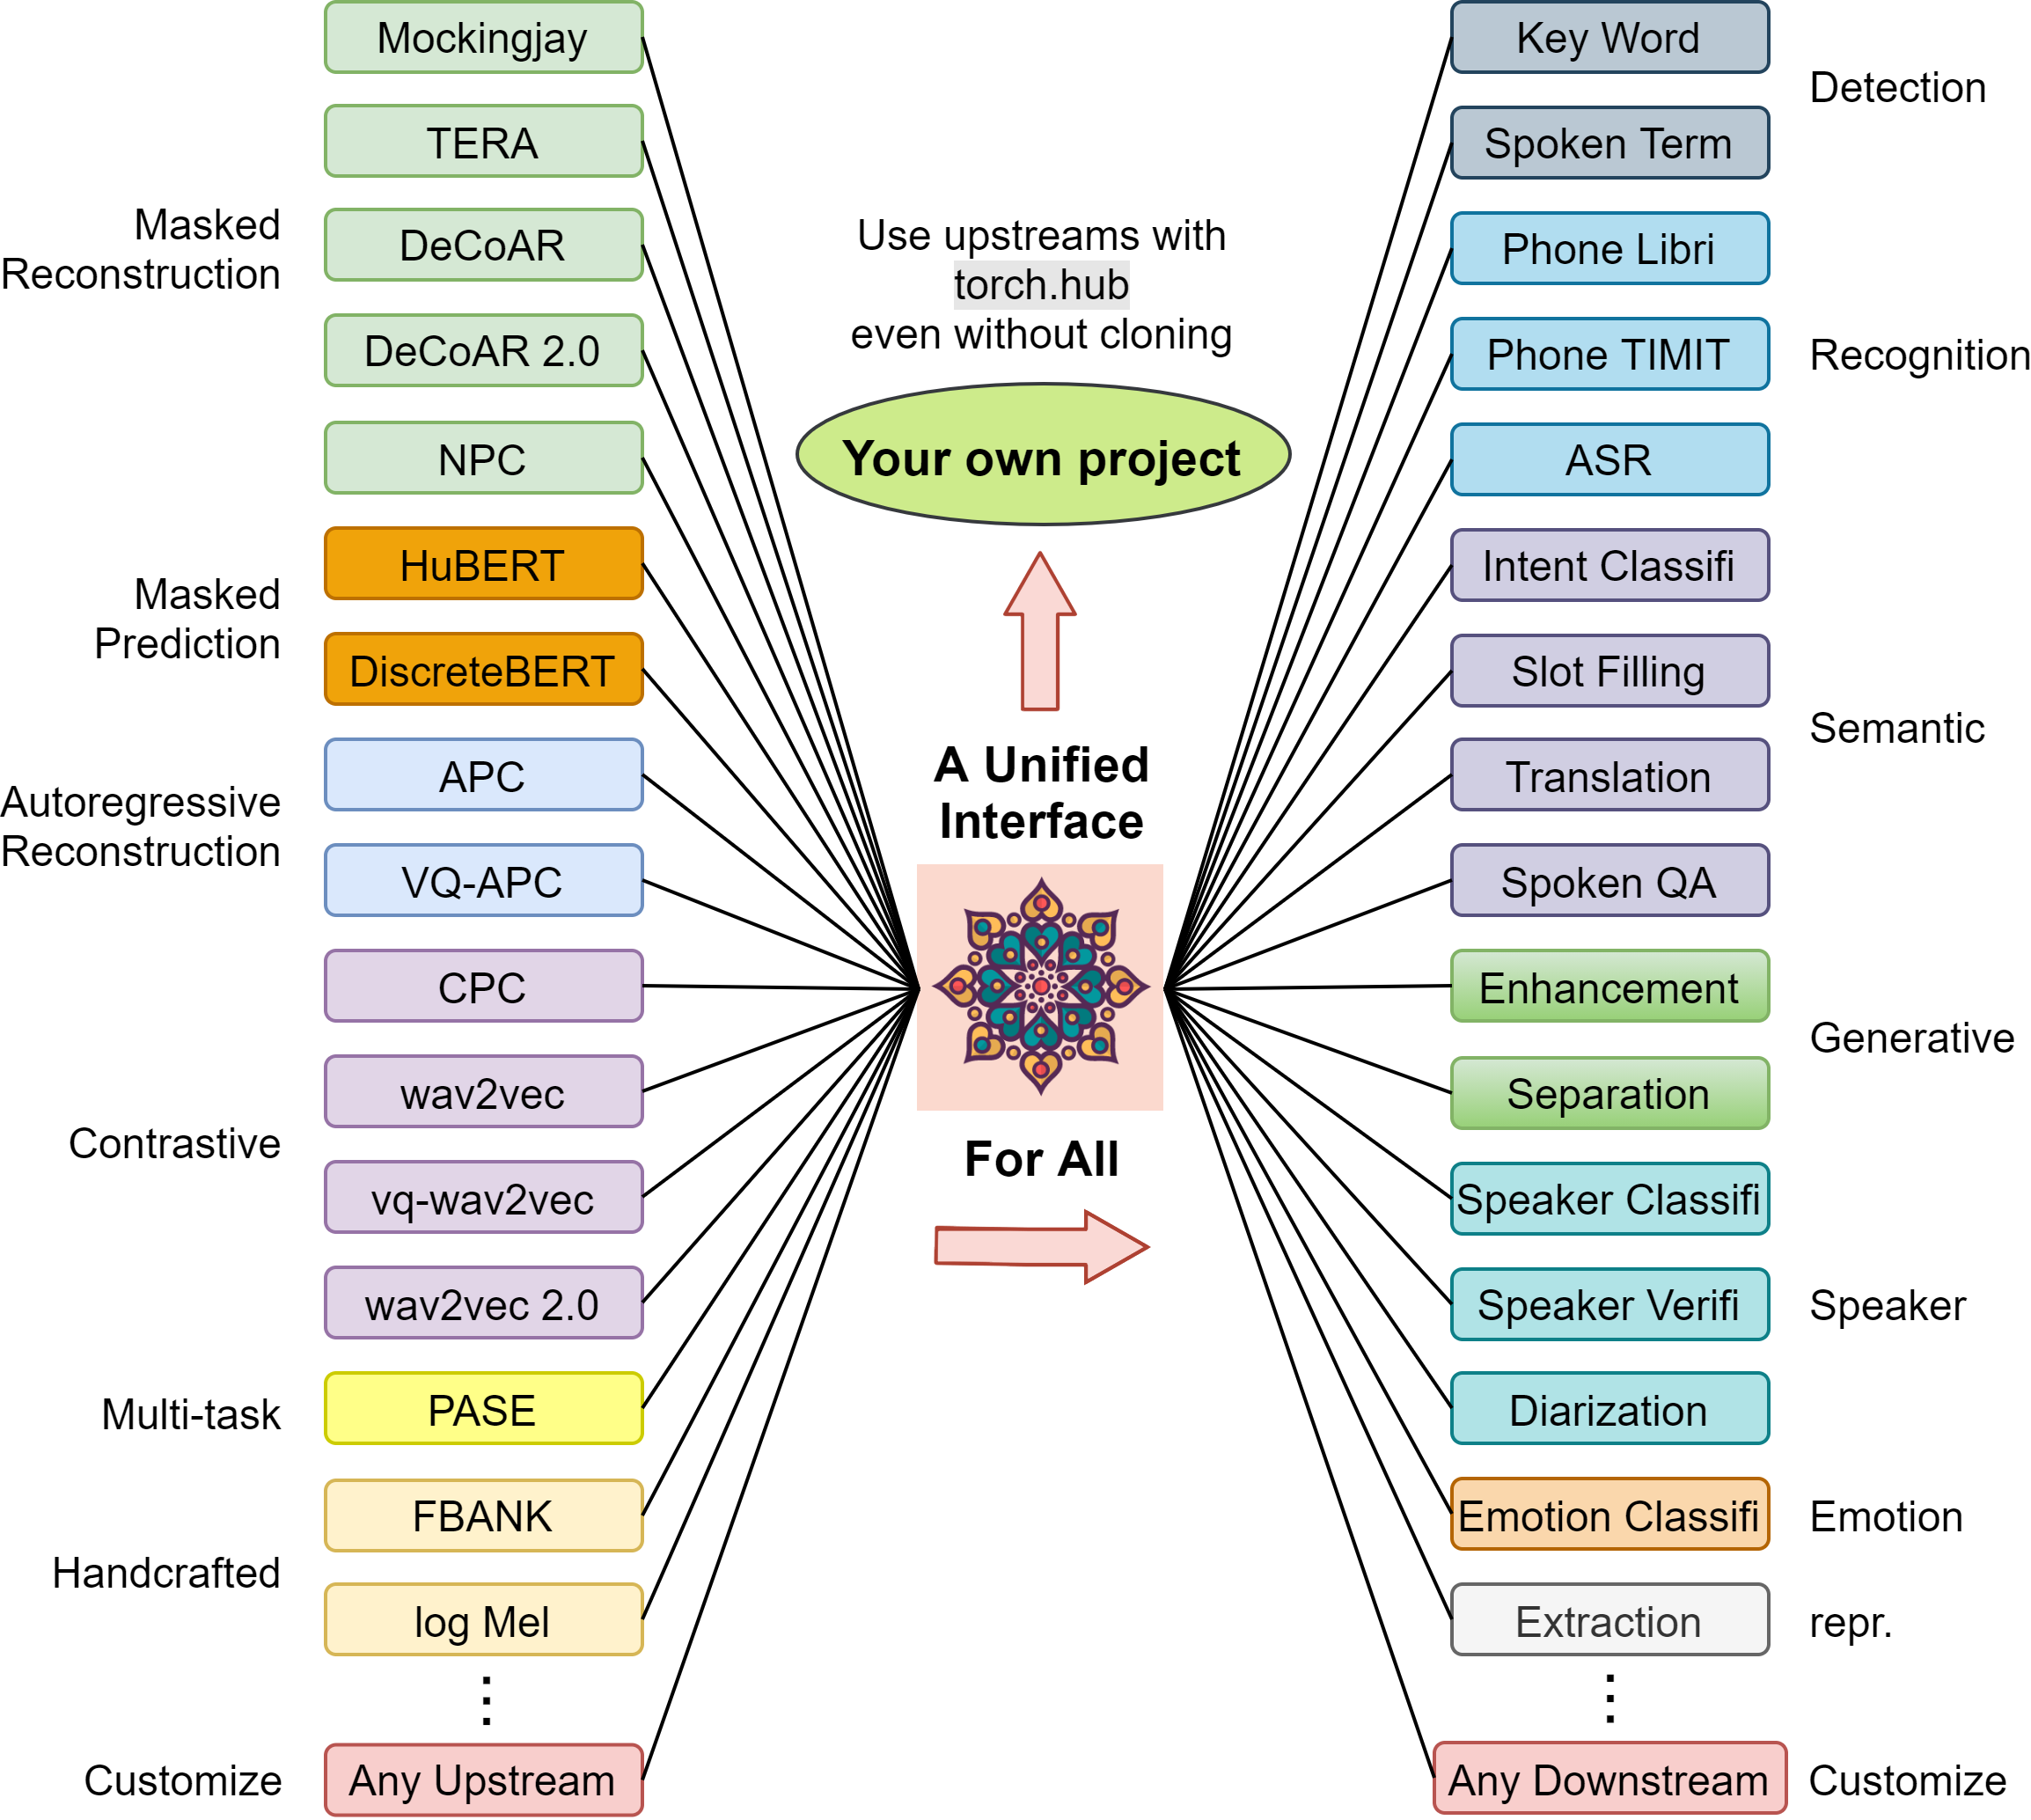 Mockingjay
TERA
Masked
Reconstruction
DeCoAR
DeCoAR 2.0
NPC
HuBERT
Masked
Prediction
DiscreteBERT
APC
Autoregressive
Reconstruction
VQ-APC
CPC
wav2vec
Contrastive
vq-wav2vec
wav2vec 2.0
Multi-task
PASE
FBANK
Handcrafted
log Mel
Customize
Any Upstream
Use upstreams with
torch.hub
even without cloning
Your own project
A Unified
Interface
For All
Key Word
Detection
Spoken Term
Phone Libri
Phone TIMIT
Recognition
ASR
Intent Classifi
Slot Filling
Semantic
Translation
Spoken QA
Enhancement
Generative
Separation
Speaker Classifi
Speaker Verifi
Speaker
Diarization
Emotion Classifi
Emotion
Extraction
repr.
Any Downstream
Customize